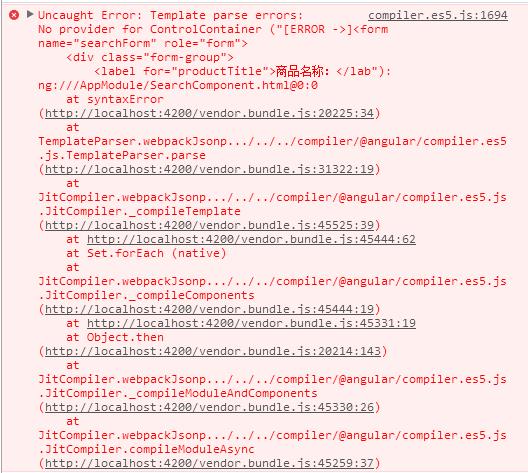 Uncaught Error: Template parse errors: compiler.es5.js:1694
No provider for ControlContainer ("[ERROR ->]<form
name="searchForm" role="form">
<div class="form-group">
<label for="productTitle">商品名称：</lab"):
ng:///AppModule/SearchComponent.html@0:0
at syntaxError
(http://localhost:4200/vendor.bundle.js:20225:34)
at
TemplateParser.webpackJsonp.../../../compiler/@angular/compiler.es5
.js.TemplateParser.parse
(http://localhost:4200/vendor.bundle.js:31322:19)
at
JitCompiler.webpackJsonp.../../../compiler/@angular/compiler.es5.js
.JitCompiler._compileTemplate
(http://localhost:4200/vendor.bundle.js:45525:39)
at http://localhost:4200/vendor.bundle.js:45444:62
at Set.forEach (native)
at
JitCompiler.webpackJsonp.../../../compiler/@angular/compiler.es5.js
.JitCompiler._compileComponents
(http://localhost:4200/vendor.bundle.js:45444:19)
at http://localhost:4200/vendor.bundle.js:45331:19
at Object.then
(http://localhost:4200/vendor.bundle.js:20214:143)
at
JitCompiler.webpackJsonp.../../../compiler/@angular/compiler.es5.js
.JitCompiler._compileModuleAndComponents
(http://localhost:4200/vendor.bundle.js:45330:26)
at
JitCompiler.webpackJsonp.../../../compiler/@angular/compiler.es5.js
.JitCompiler.compileModuleAsync
(http://localhost:4200/vendor.bundle.js:45259:37)